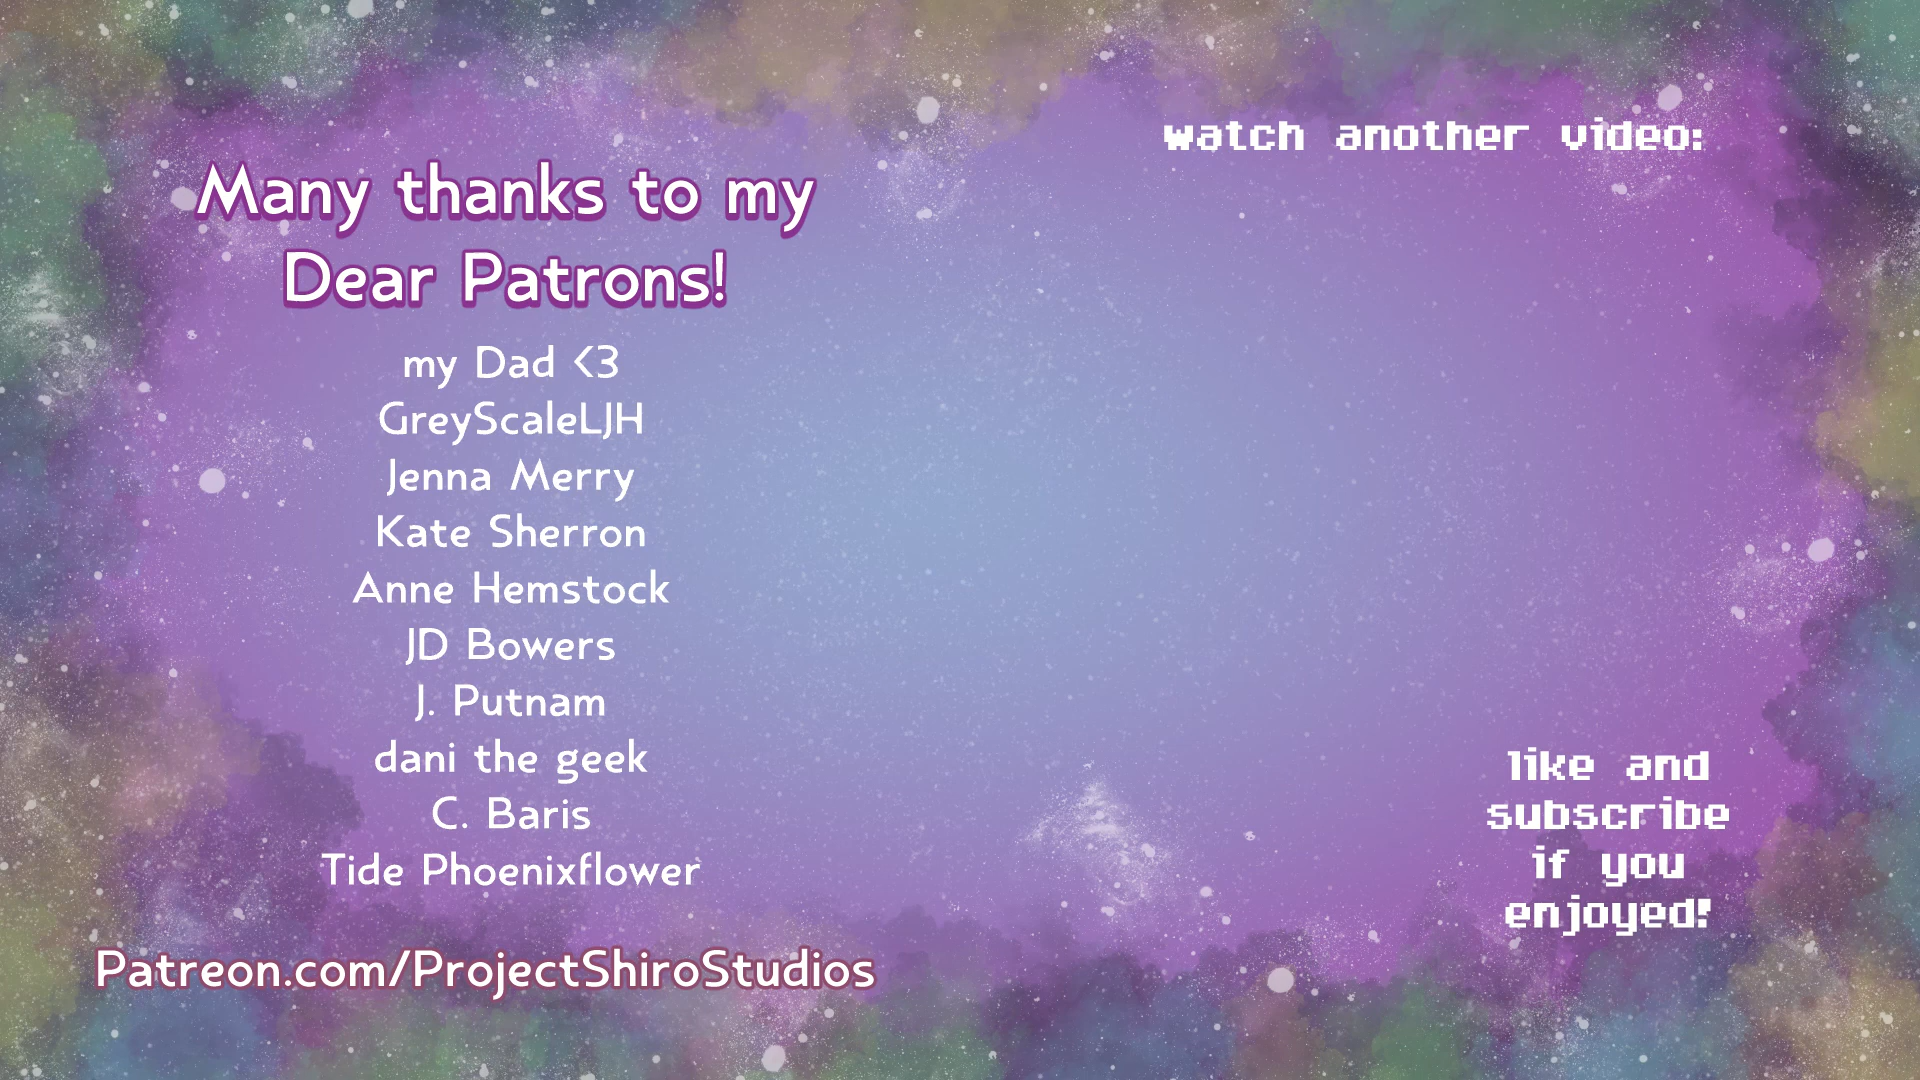 Many thanks to my
Dear Patrons!
my Dad <3
GreyScaleLJH
Jenna Merry
Kate Sherron
Anne Hemstock
JD Bowers
J. Putnam
dani the geek
C. Baris
Tide Phoenixflower
Patreon.com/ProjectShiroStudios
watch another video:
like and
subscribe
if you
enjoyed!